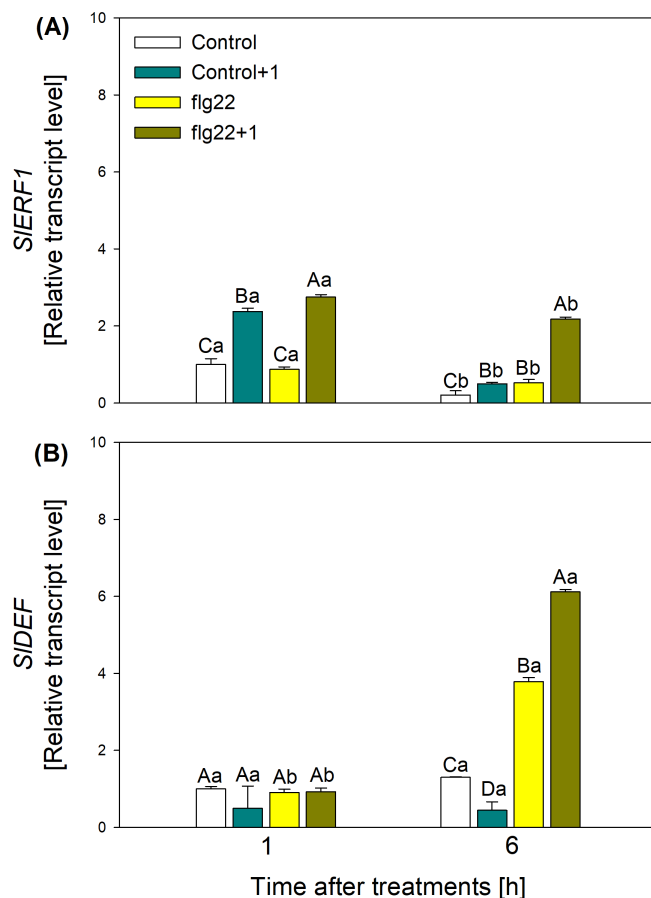 (A)
10
8
6
4
2
0
SlERF1
[Relative transcript level]
Control
Control+1
flg22
flg22+1
Ca
Ba
Ca
Aa
Cb
Bb
Bb
Ab
(B)
10
8
6
4
2
0
SlDEF
[Relative transcript level]
Aa
Aa
Ab
Ab
Ca
Da
Ba
Aa
1
6
Time after treatments [h]